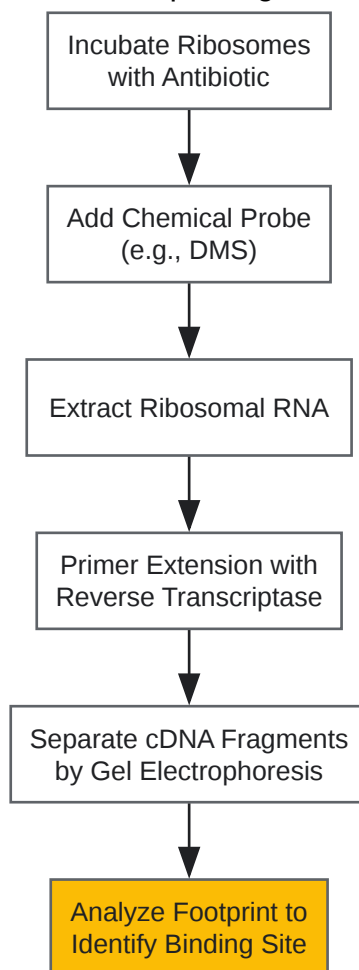 Incubate Ribosomes
with Antibiotic
Add Chemical Probe
(e.g., DMS)
Extract Ribosomal RNA
Primer Extension with
Reverse Transcriptase
Separate cDNA Fragments
by Gel Electrophoresis
Analyze Footprint to
Identify Binding Site